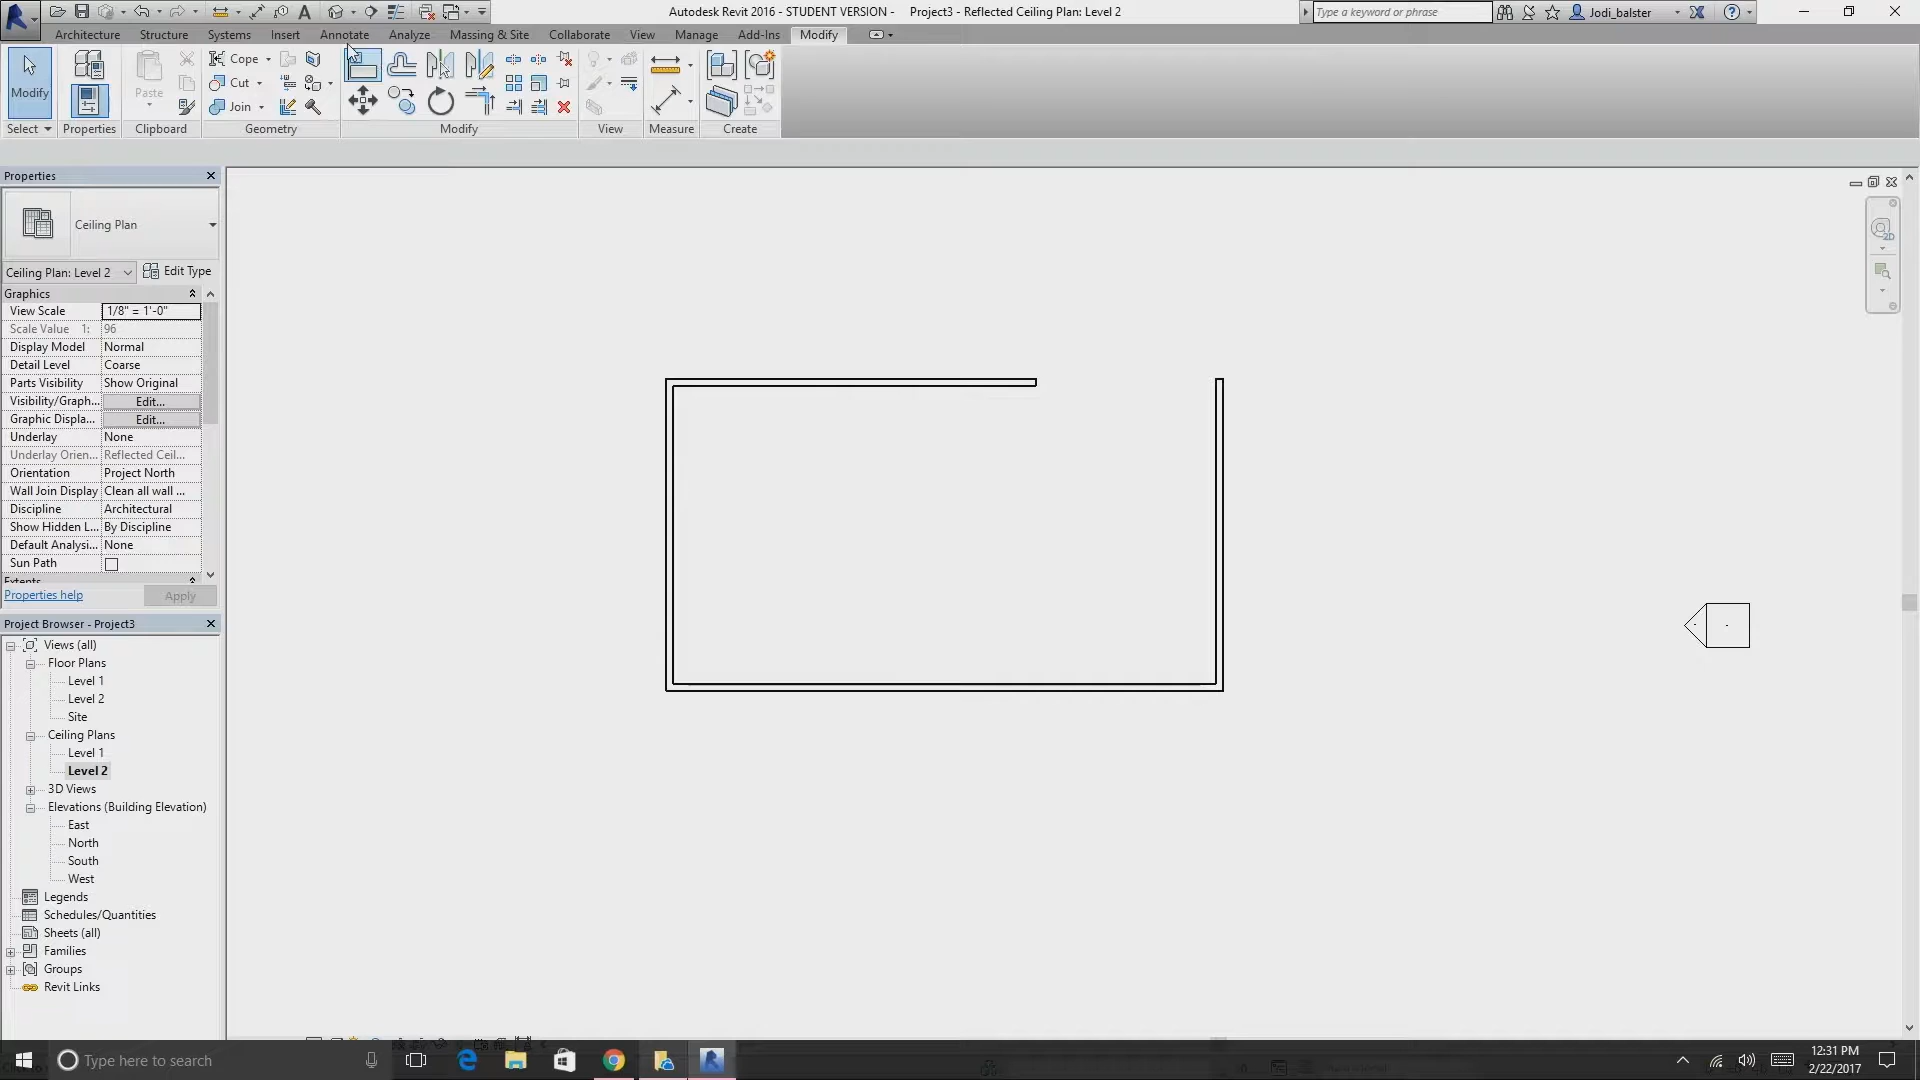 Autodesk Revit 2016 - STUDENT VERSION - Project3 - Reflected Ceiling Plan: Level 2
Type a keyword or phrase
Jodi_balster
Architecture Structure Systems Insert Annotate Analyze Massing & Site Collaborate View Manage Add-Ins Modify
Modify
Paste
Cope
Cut
Join
Select Properties Clipboard Geometry Modify View Measure Create
Properties
Ceiling Plan
Ceiling Plan: Level 2 Edit Type
Graphics
View Scale 1/8" = 1'-0"
Scale Value 1: 96
Display Model Normal
Detail Level Coarse
Parts Visibility Show Original
Visibility/Graph... Edit...
Graphic Displa... Edit...
Underlay None
Underlay Orien... Reflected Ceil...
Orientation Project North
Wall Join Display Clean all wall ...
Discipline Architectural
Show Hidden L... By Discipline
Default Analysi... None
Sun Path
Extents
Properties help Apply
Project Browser - Project3
Views (all)
Floor Plans
Level 1
Level 2
Site
Ceiling Plans
Level 1
Level 2
3D Views
Elevations (Building Elevation)
East
North
South
West
Legends
Schedules/Quantities
Sheets (all)
Families
Groups
Revit Links
2D
Type here to search
12:31 PM
2/22/2017